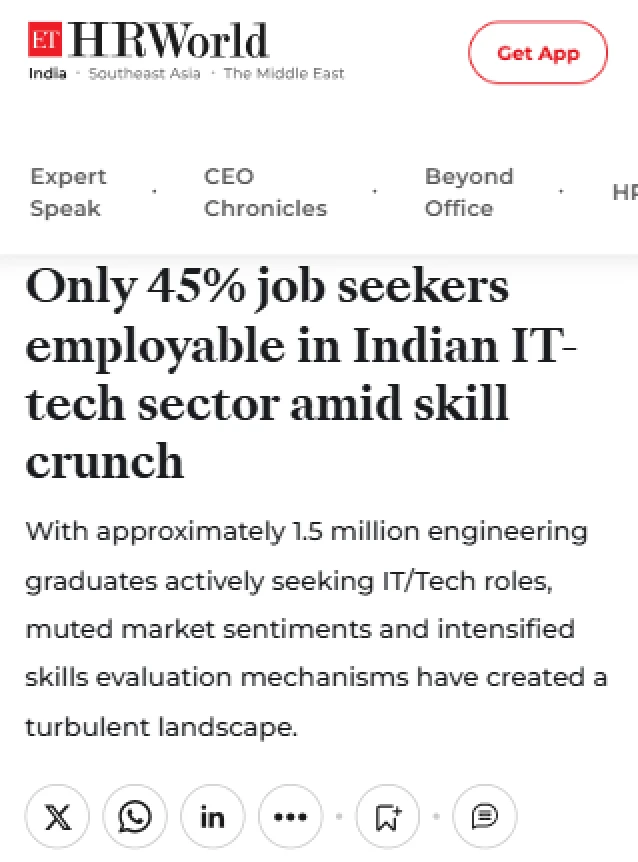 ET HRWorld
Get App
India · Southeast Asia · The Middle East
Expert Speak · CEO Chronicles · Beyond Office · HR
Only 45% job seekers
employable in Indian IT-
tech sector amid skill
crunch
With approximately 1.5 million engineering
graduates actively seeking IT/Tech roles,
muted market sentiments and intensified
skills evaluation mechanisms have created a
turbulent landscape.
in